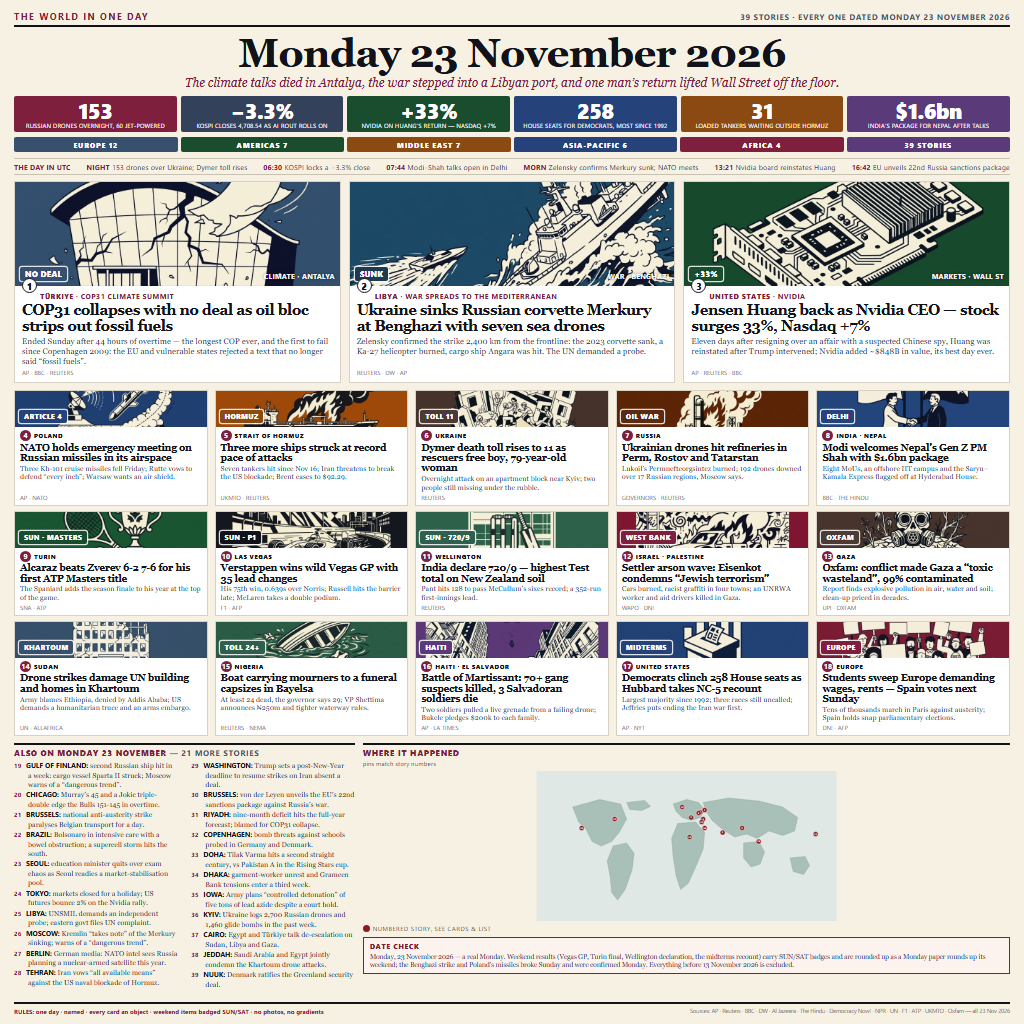 THE WORLD IN ONE DAY
39 STORIES · EVERY ONE DATED MONDAY 23 NOVEMBER 2026
Monday 23 November 2026
The climate talks died in Antalya, the war stepped into a Libyan port, and one man's return lifted Wall Street off the floor.
153
RUSSIAN DRONES OVERNIGHT, 60 JET-POWERED
−3.3%
KOSPI CLOSES 4,708.54 AS AI ROUT ROLLS ON
+33%
NVIDIA ON HUANG'S RETURN — NASDAQ +7%
258
HOUSE SEATS FOR DEMOCRATS, MOST SINCE 1992
31
LOADED TANKERS WAITING OUTSIDE HORMUZ
$1.6bn
INDIA'S PACKAGE FOR NEPAL AFTER TALKS
EUROPE 12
AMERICAS 7
MIDDLE EAST 7
ASIA-PACIFIC 6
AFRICA 4
39 STORIES
THE DAY IN UTC
NIGHT 153 drones over Ukraine; Dymer toll rises
06:30 KOSPI locks a −3.3% close
07:44 Modi-Shah talks open in Delhi
MORN Zelensky confirms Merkury sunk; NATO meets
13:21 Nvidia board reinstates Huang
16:42 EU unveils 22nd Russia sanctions package
NO DEAL
CLIMATE · ANTALYA
1
TÜRKIYE · COP31 CLIMATE SUMMIT
COP31 collapses with no deal as oil bloc
strips out fossil fuels
Ended Sunday after 44 hours of overtime — the longest COP ever, and the first to fail
since Copenhagen 2009: the EU and vulnerable states rejected a text that no longer
said "fossil fuels".
AP · BBC · REUTERS
SUNK
WAR · BENGHAZI
2
LIBYA · WAR SPREADS TO THE MEDITERRANEAN
Ukraine sinks Russian corvette Merkury
at Benghazi with seven sea drones
Zelensky confirmed the strike 2,400 km from the frontline: the 2023 corvette sank, a
Ka-27 helicopter burned, cargo ship Angara was hit. The UN demanded a probe.
REUTERS · DW · AP
+33%
MARKETS · WALL ST
3
UNITED STATES · NVIDIA
Jensen Huang back as Nvidia CEO — stock
surges 33%, Nasdaq +7%
Eleven days after resigning over an affair with a suspected Chinese spy, Huang was
reinstated after Trump intervened; Nvidia added ~$848B in value, its best day ever.
AP · REUTERS · BBC
ARTICLE 4
4 POLAND
NATO holds emergency meeting on
Russian missiles in its airspace
Three Kh-101 cruise missiles fell Friday; Rutte vows to
defend "every inch"; Warsaw wants an air shield.
AP · NATO
HORMUZ
5 STRAIT OF HORMUZ
Three more ships struck at record
pace of attacks
Seven tankers hit since Nov 16; Iran threatens to break
the US blockade; Brent eases to $92.29.
UKMTO · REUTERS
TOLL 11
6 UKRAINE
Dymer death toll rises to 11 as
rescuers free boy, 79-year-old
woman
Overnight attack on an apartment block near Kyiv; two
people still missing under the rubble.
REUTERS
OIL WAR
7 RUSSIA
Ukrainian drones hit refineries in
Perm, Rostov and Tatarstan
Lukoil's Permnefteorgsintez burned; 192 drones downed
over 17 Russian regions, Moscow says.
GOVERNORS · REUTERS
DELHI
8 INDIA · NEPAL
Modi welcomes Nepal's Gen Z PM
Shah with $1.6bn package
Eight MoUs, an offshore IIT campus and the Saryu-
Kamala Express flagged off at Hyderabad House.
BBC · THE HINDU
SUN · MASTERS
9 TURIN
Alcaraz beats Zverev 6-2 7-6 for his
first ATP Masters title
The Spaniard adds the season finale to his year at the top
of the game.
SNA · ATP
SUN · P1
10 LAS VEGAS
Verstappen wins wild Vegas GP with
35 lead changes
His 75th win, 0.639s over Norris; Russell hits the barrier
late; McLaren takes a double podium.
F1 · ATP
SUN · 720/9
11 WELLINGTON
India declare 720/9 — highest Test
total on New Zealand soil
Pant hits 128 to pass McCullum's sixes record; a 352-run
first-innings lead.
REUTERS
WEST BANK
12 ISRAEL · PALESTINE
Settler arson wave: Eisenkot
condemns "Jewish terrorism"
Cars burned, racist graffiti in four towns; an UNRWA
worker and aid drivers killed in Gaza.
WAPO · DNI
OXFAM
13 GAZA
Oxfam: conflict made Gaza a "toxic
wasteland", 99% contaminated
Report finds explosive pollution in air, water and soil;
clean-up priced in decades.
UPI · OXFAM
KHARTOUM
14 SUDAN
Drone strikes damage UN building
and homes in Khartoum
Army blames Ethiopia, denied by Addis Ababa; US
demands a humanitarian truce and an arms embargo.
UN · ALLAFRICA
TOLL 24+
15 NIGERIA
Boat carrying mourners to a funeral
capsizes in Bayelsa
At least 24 dead, the governor says 29; VP Shettima
announces ₦250m and tighter waterway rules.
REUTERS · NEMA
HAITI
16 HAITI · EL SALVADOR
Battle of Martissant: 70+ gang
suspects killed, 3 Salvadoran
soldiers die
Two soldiers pulled a live grenade from a failing drone;
Bukele pledges $200k to each family.
AP · LA TIMES
MIDTERMS
17 UNITED STATES
Democrats clinch 258 House seats as
Hubbard takes NC-5 recount
Largest majority since 1992; three races still uncalled;
Jeffries puts ending the Iran war first.
AP · NYT
EUROPE
18 EUROPE
Students sweep Europe demanding
wages, rents — Spain votes next
Sunday
Tens of thousands march in Paris against austerity;
Spain holds snap parliamentary elections.
DNI · AFP
ALSO ON MONDAY 23 NOVEMBER — 21 MORE STORIES
19 GULF OF FINLAND: second Russian ship hit in
a week: cargo vessel Sparta II struck; Moscow
warns of a "dangerous trend".
20 CHICAGO: Murray's 45 and a Jokic triple-
double edge the Bulls 151-145 in overtime.
21 BRUSSELS: national anti-austerity strike
paralyses Belgian transport for a day.
22 BRAZIL: Bolsonaro in intensive care with a
bowel obstruction; a supercell storm hits the
south.
23 SEOUL: education minister quits over exam
chaos as Seoul readies a market-stabilisation
pool.
24 TOKYO: markets closed for a holiday; US
futures bounce 2% on the Nvidia rally.
25 LIBYA: UNSMIL demands an independent
probe; eastern govt files UN complaint.
26 MOSCOW: Kremlin "takes note" of the Merkury
sinking; warns of a "dangerous trend".
27 BERLIN: German media: NATO intel sees Russia
planning a nuclear-armed satellite this year.
28 TEHRAN: Iran vows "all available means"
against the US naval blockade of Hormuz.
29 WASHINGTON: Trump sets a post-New-Year
deadline to resume strikes on Iran absent a
deal.
30 BRUSSELS: von der Leyen unveils the EU's 22nd
sanctions package against Russia's war.
31 RIYADH: nine-month deficit hits the full-year
forecast; blamed for COP31 collapse.
32 COPENHAGEN: bomb threats against schools
probed in Germany and Denmark.
33 DOHA: Tilak Varma hits a second straight
century, vs Pakistan A in the Rising Stars cup.
34 DHAKA: garment-worker unrest and Grameen
Bank tensions enter a third week.
35 IOWA: Army plans "controlled detonation" of
five tons of lead azide despite a court hold.
36 KYIV: Ukraine logs 2,700 Russian drones and
1,460 glide bombs in the past week.
37 CAIRO: Egypt and Türkiye talk de-escalation on
Sudan, Libya and Gaza.
38 JEDDAH: Saudi Arabia and Egypt jointly
condemn the Khartoum drone attacks.
39 NUUK: Denmark ratifies the Greenland security
deal.
WHERE IT HAPPENED
pins match story numbers
NUMBERED STORY, SEE CARDS & LIST
DATE CHECK
Monday, 23 November 2026 — a real Monday. Weekend results (Vegas GP, Turin final, Wellington declaration, the midterms recount) carry SUN/SAT badges and are rounded up as a Monday paper rounds up its
weekend; the Benghazi strike and Poland's missiles broke Sunday and were confirmed Monday. Everything before 13 November 2026 is excluded.
RULES: one day · named · every card an object · weekend items badged SUN/SAT · no photos, no gradients
Sources: AP · Reuters · BBC · DW · Al Jazeera · The Hindu · Democracy Now! · NPR · UN · F1 · ATP · UKMTO · Oxfam — all 23 Nov 2026